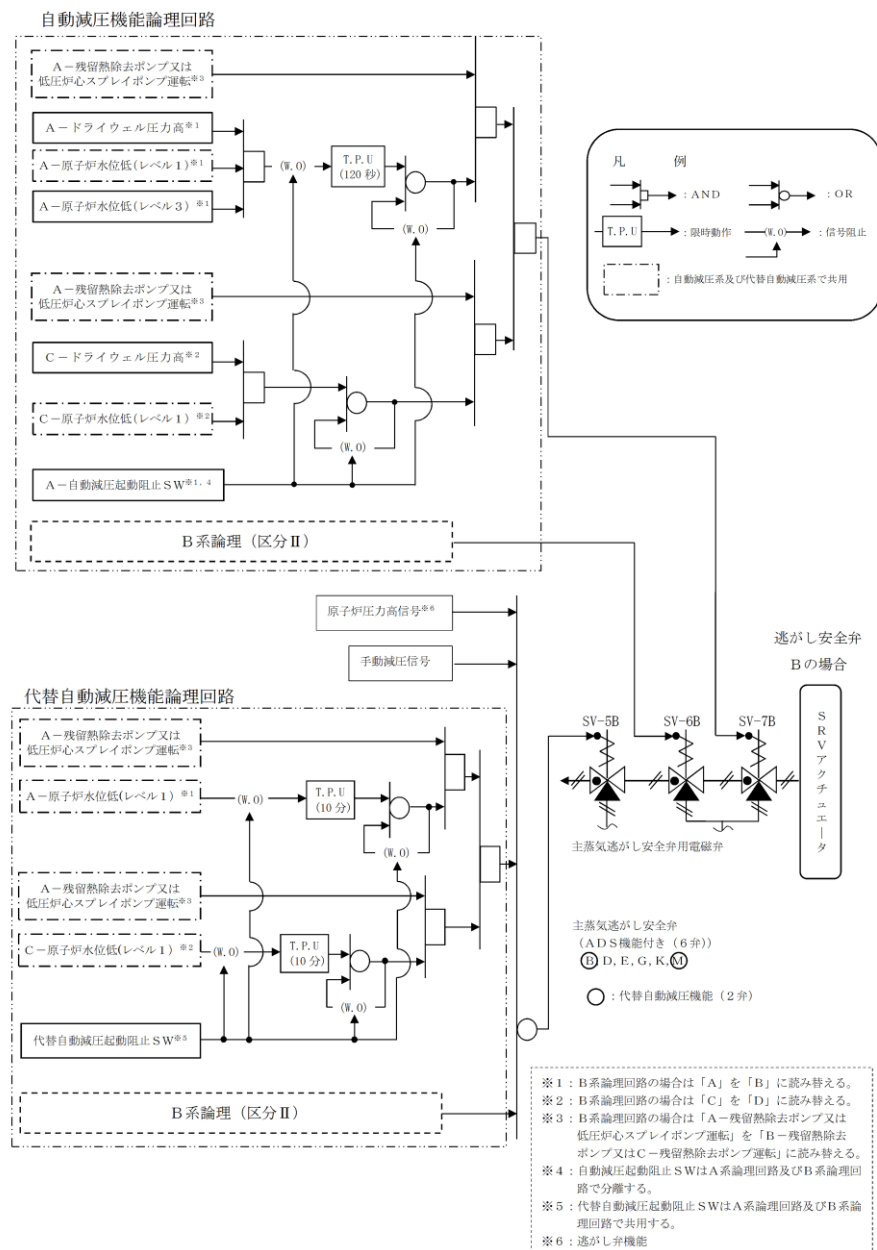 自動減圧機能論理回路
A－残留熱除去ポンプ又は
低圧炉心スプレイポンプ運転※3
A－ドライウェル圧力高※1
A－原子炉水位低(レベル1)※1
A－原子炉水位低(レベル3)※1
(W.O)
T.P.U
(120秒)
(W.O)
A－残留熱除去ポンプ又は
低圧炉心スプレイポンプ運転※3
C－ドライウェル圧力高※2
C－原子炉水位低(レベル1)※2
(W.O)
A－自動減圧起動阻止SW※1,4
B系論理（区分Ⅱ）
凡　例
：AND
：OR
T.P.U
：限時動作
(W.O)
：信号阻止
：自動減圧系及び代替自動減圧系で共用
原子炉圧力高信号※6
手動減圧信号
代替自動減圧機能論理回路
A－残留熱除去ポンプ又は
低圧炉心スプレイポンプ運転※3
A－原子炉水位低(レベル1)※1
(W.O)
T.P.U
(10分)
(W.O)
A－残留熱除去ポンプ又は
低圧炉心スプレイポンプ運転※3
C－原子炉水位低(レベル1)※2
(W.O)
T.P.U
(10分)
(W.O)
代替自動減圧起動阻止SW※5
B系論理（区分Ⅱ）
逃がし安全弁
Bの場合
SV-5B
SV-6B
SV-7B
SRVアクチュエータ
主蒸気逃がし安全弁用電磁弁
主蒸気逃がし安全弁
（ADS機能付き（6弁））
B, D, E, G, K, M
○：代替自動減圧機能（2弁）
※1：B系論理回路の場合は「A」を「B」に読み替える。
※2：B系論理回路の場合は「C」を「D」に読み替える。
※3：B系論理回路の場合は「A－残留熱除去ポンプ又は
低圧炉心スプレイポンプ運転」を「B－残留熱除去
ポンプ又はC－残留熱除去ポンプ運転」に読み替える。
※4：自動減圧起動阻止SWはA系論理回路及びB系論理回
路で分離する。
※5：代替自動減圧起動阻止SWはA系論理回路及びB系論
理回路で共用する。
※6：逃がし弁機能